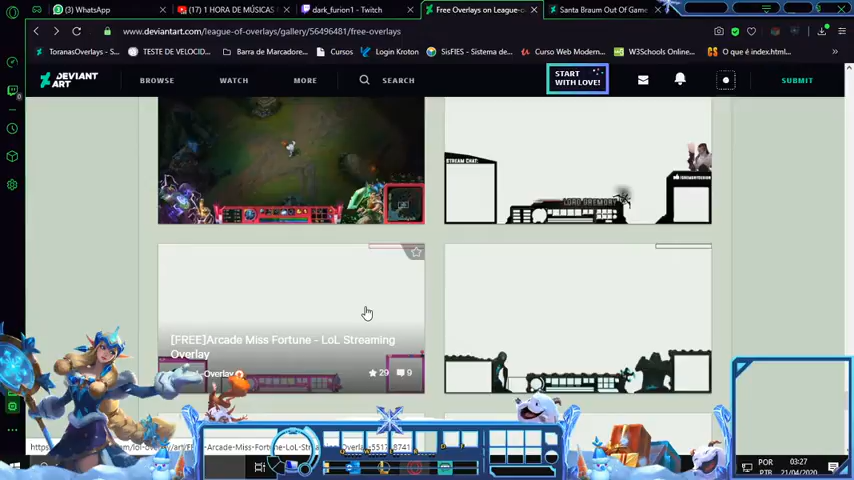 (3) WhatsApp
(17) 1 HORA DE MÚSICAS
dark_furion1 - Twitch
Free Overlays on League-o
Santa Braum Out Of Game
www.deviantart.com/league-of-overlays/gallery/56496481/free-overlays
ToranasOverlays - S...
TESTE DE VELOCID...
Barra de Marcador...
Cursos
Login Kroton
SisFIES - Sistema de...
Curso Web Modern...
W3Schools Online...
O que é index.html...
DEVIANT ART
BROWSE
WATCH
MORE
SEARCH
START WITH LOVE!
SUBMIT
STREAM CHAT:
LORD DREMORY
[FREE]Arcade Miss Fortune - LoL Streaming
Overlay
-Overlay
29
9
POR
PTB
03:27
21/04/2020